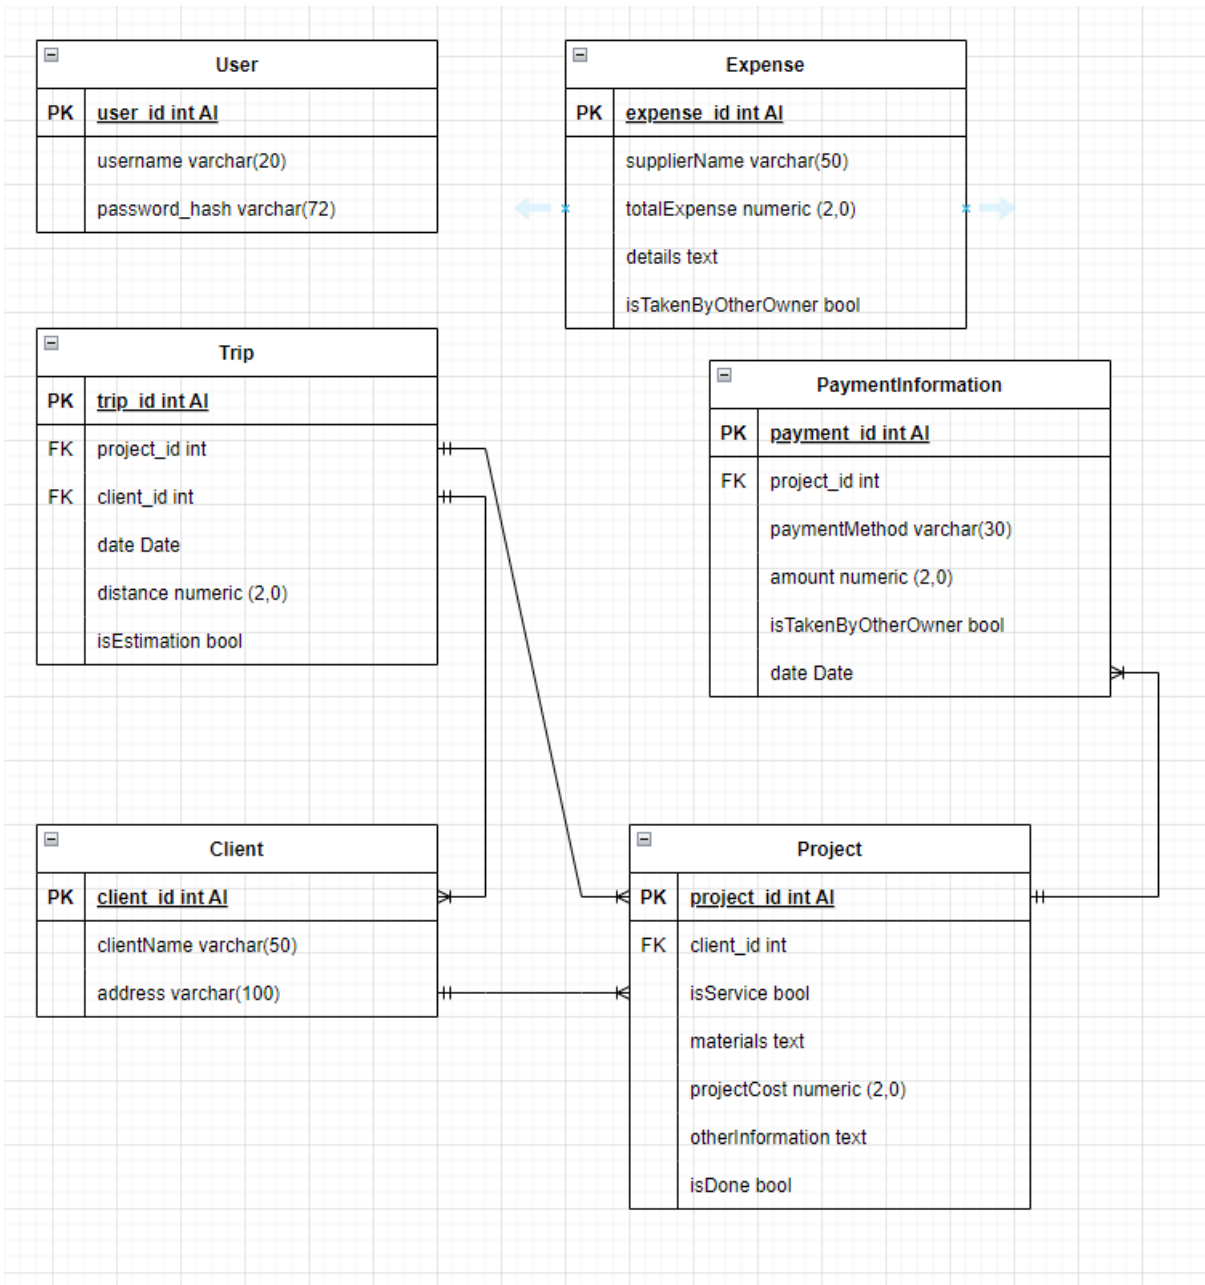 User
PK user_id int AI
username varchar(20)
password_hash varchar(72)
Expense
PK expense_id int AI
supplierName varchar(50)
totalExpense numeric (2,0)
details text
isTakenByOtherOwner bool
Trip
PK trip_id int AI
FK project_id int
FK client_id int
date Date
distance numeric (2,0)
isEstimation bool
PaymentInformation
PK payment_id int AI
FK project_id int
paymentMethod varchar(30)
amount numeric (2,0)
isTakenByOtherOwner bool
date Date
Client
PK client_id int AI
clientName varchar(50)
address varchar(100)
Project
PK project_id int AI
FK client_id int
isService bool
materials text
projectCost numeric (2,0)
otherInformation text
isDone bool